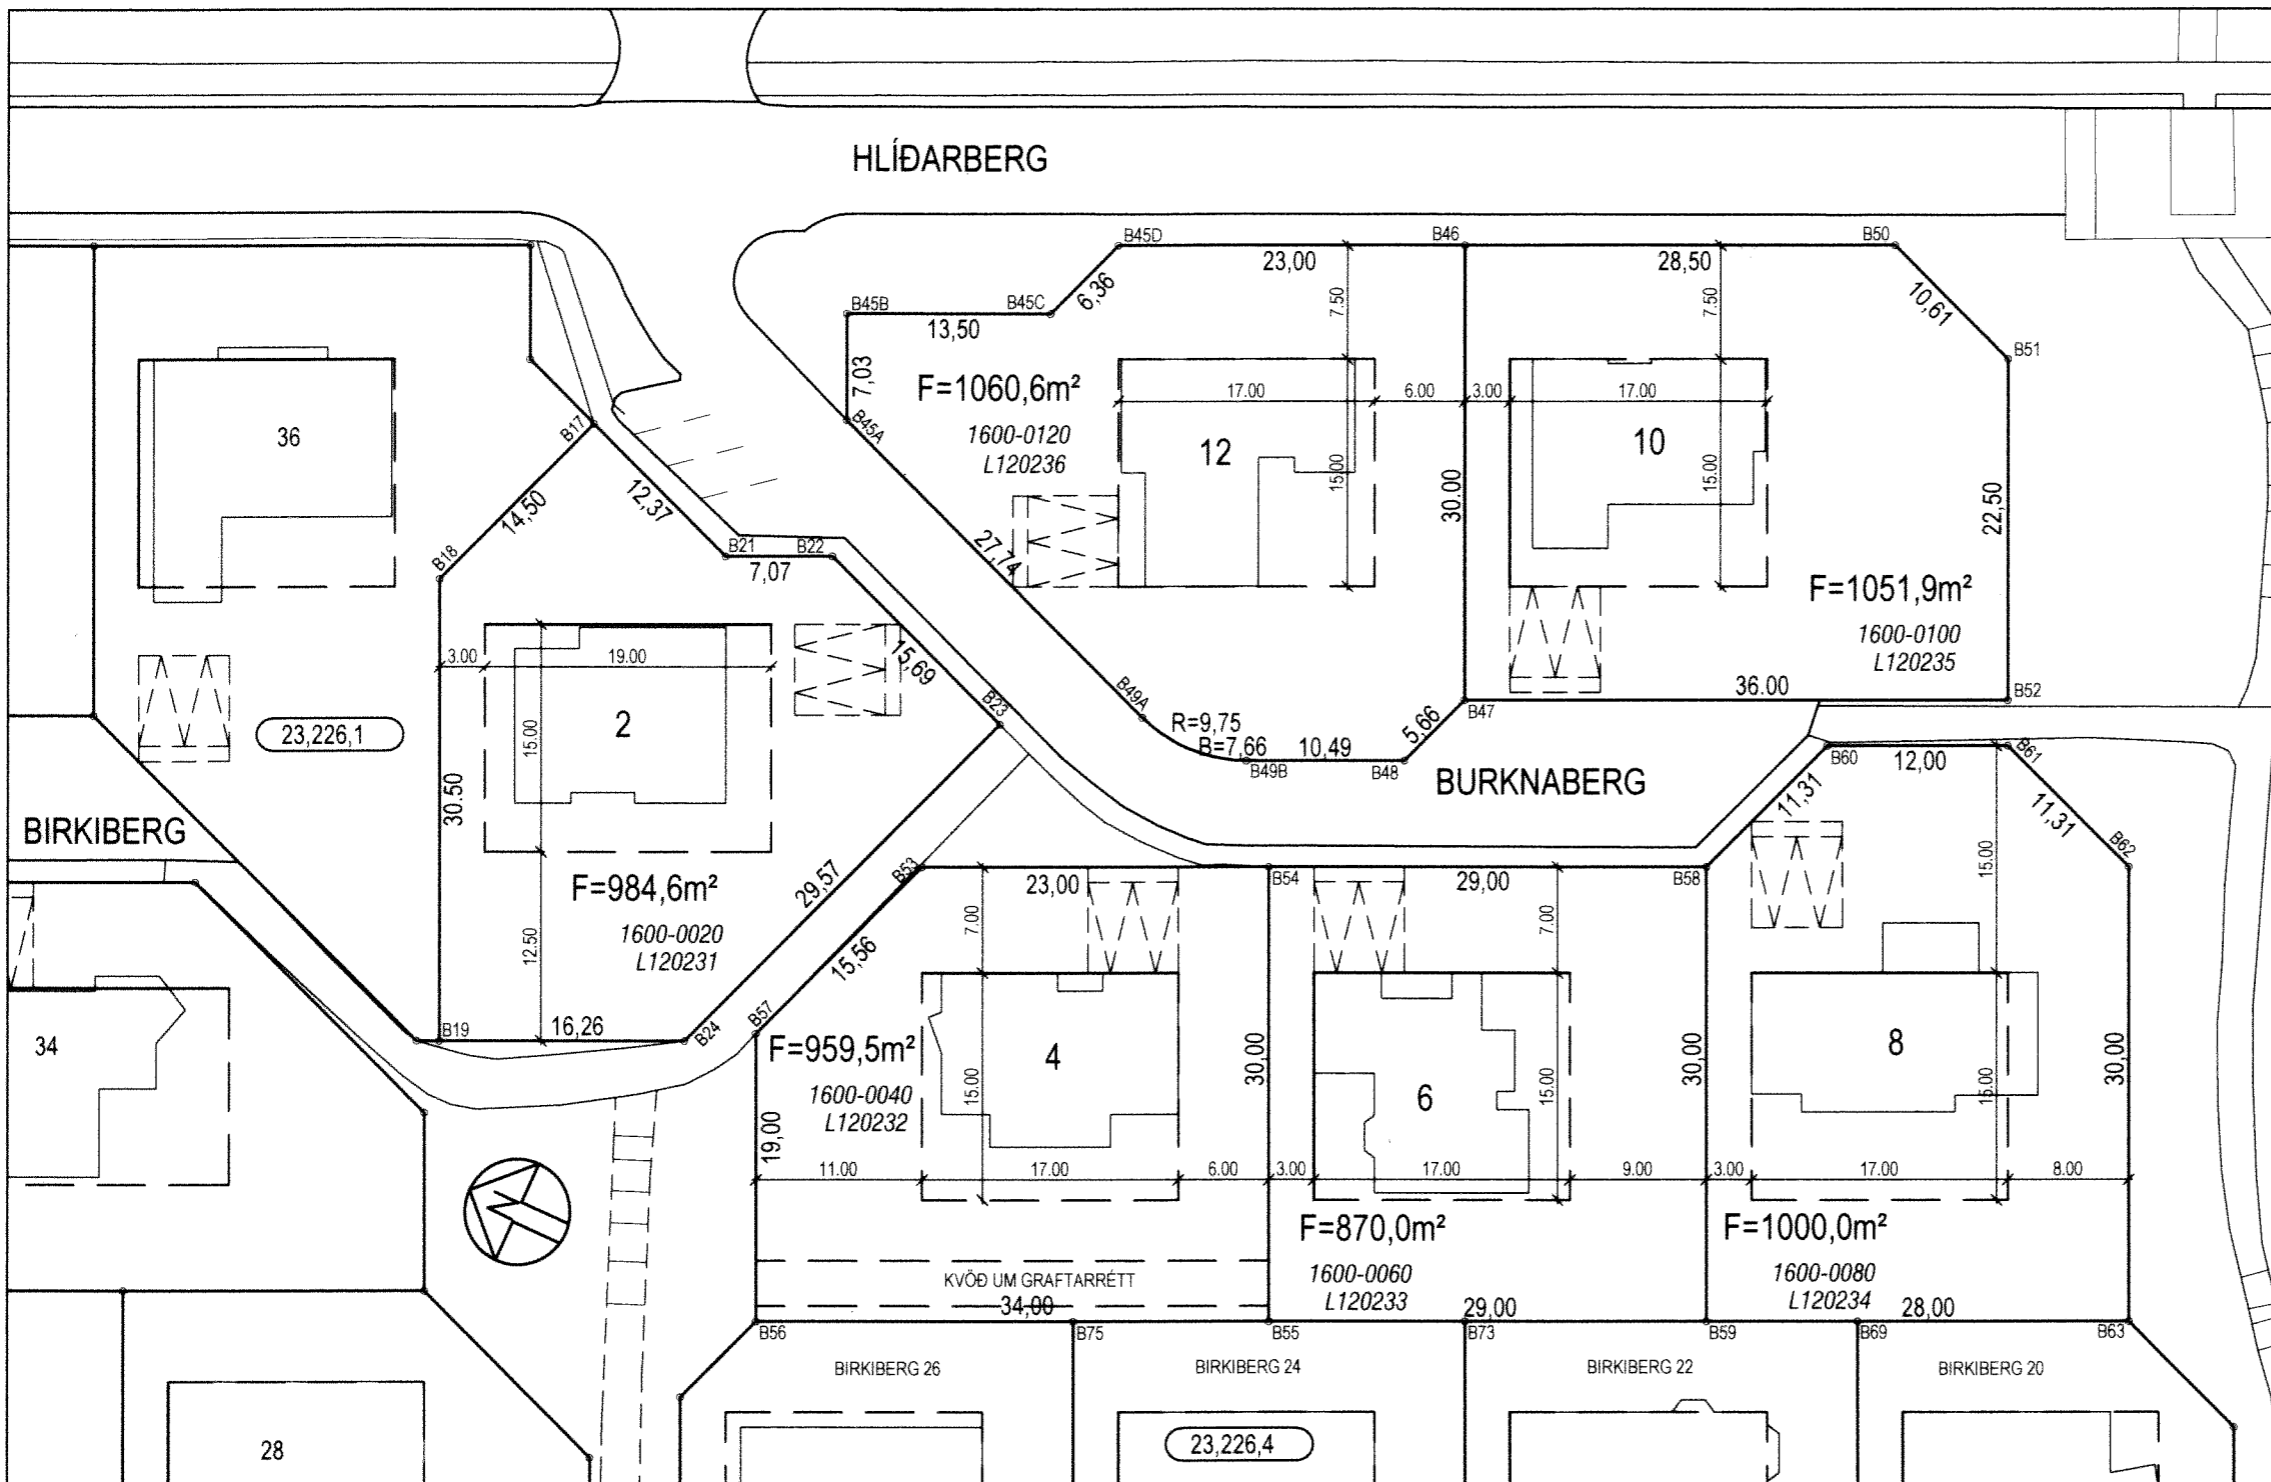 HLÍÐARBERG
B45D
B46
B50
23,00
28,50
6,36
7.50
7.50
10,61
B45B
B45C
13,50
B51
7,03
F=1060,6m²
17.00
6.00
3.00
17.00
B45A
1600-0120
L120236
12
10
15.00
15.00
36
B17
14,50
12,37
27,74
30.00
22,50
B18
B21
B22
7,07
F=1051,9m²
1600-0100
L120235
3.00
19.00
15,69
36.00
B52
B49A
B23
B47
5,66
2
15.00
23,226,1
R=9,75
B=7,66
10,49
B49B
B48
BURKNABERG
B60
12,00
B61
30.50
11,31
11,31
BIRKIBERG
B53
B62
15.00
F=984,6m²
29,57
23,00
B54
29,00
B58
1600-0020
L120231
12.50
7.00
7.00
15,56
34
B19
16,26
B24
B57
F=959,5m²
4
30,00
6
30,00
8
30,00
1600-0040
L120232
15.00
15.00
15.00
19,00
11.00
17.00
6.00
3.00
17.00
9.00
3.00
17.00
8.00
F=870,0m²
F=1000,0m²
KVÖÐ UM GRAFTARRÉTT
1600-0060
L120233
1600-0080
L120234
34,00
29,00
28,00
B56
B75
B55
B73
B59
B69
B63
BIRKIBERG 26
BIRKIBERG 24
BIRKIBERG 22
BIRKIBERG 20
28
23,226,4